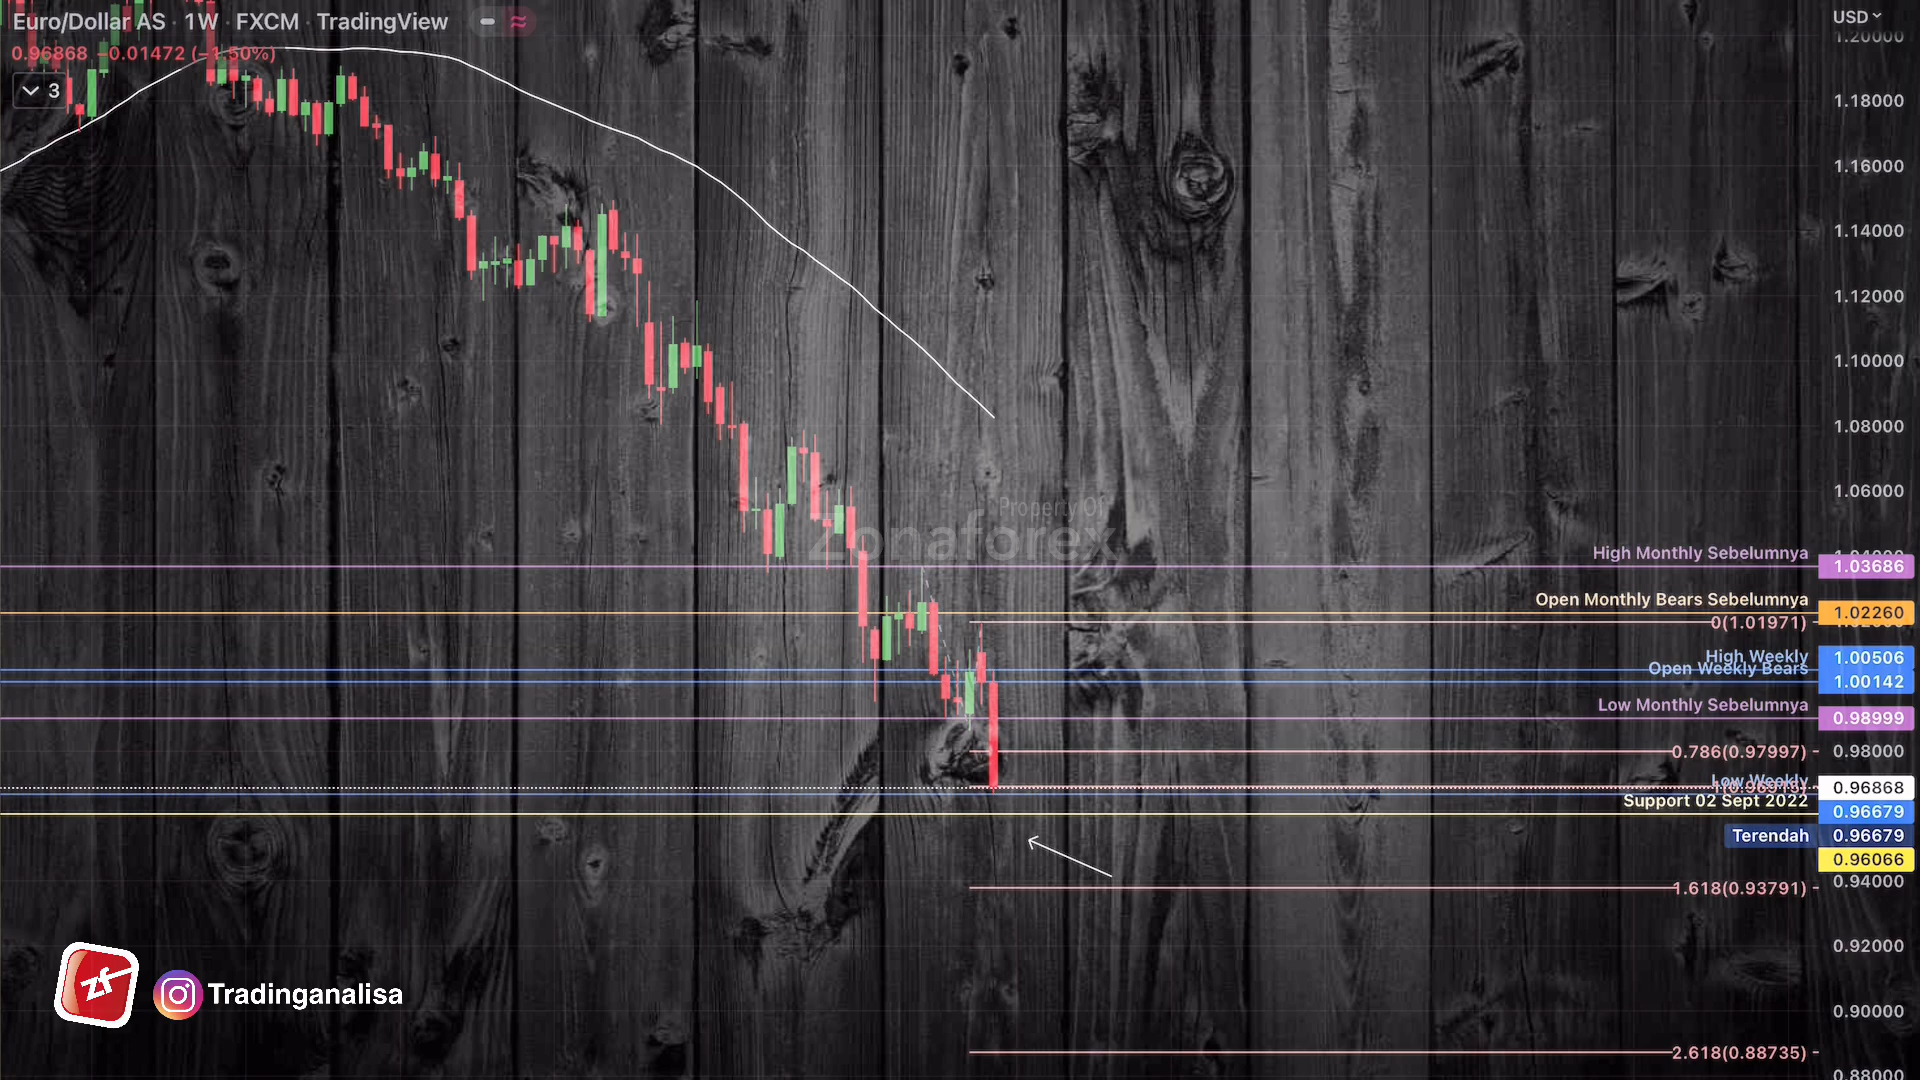 Euro/Dollar AS · 1W · FXCM · TradingView
USD
0.96868 −0.01472 (−1.50%)
3
1.20000
1.18000
1.16000
1.14000
1.12000
1.10000
1.08000
1.06000
Property Of
Zonaforex
High Monthly Sebelumnya
1.03686
Open Monthly Bears Sebelumnya
1.02260
0(1.01971)
High Weekly
1.00506
Open Weekly Bears
1.00142
Low Monthly Sebelumnya
0.98999
0.786(0.97997)
0.98000
Low Weekly
0.96868
Support 02 Sept 2022
0.96679
Terendah
0.96679
0.96066
0.94000
1.618(0.93791)
0.92000
0.90000
2.618(0.88735)
0.88000
zf
Tradinganalisa